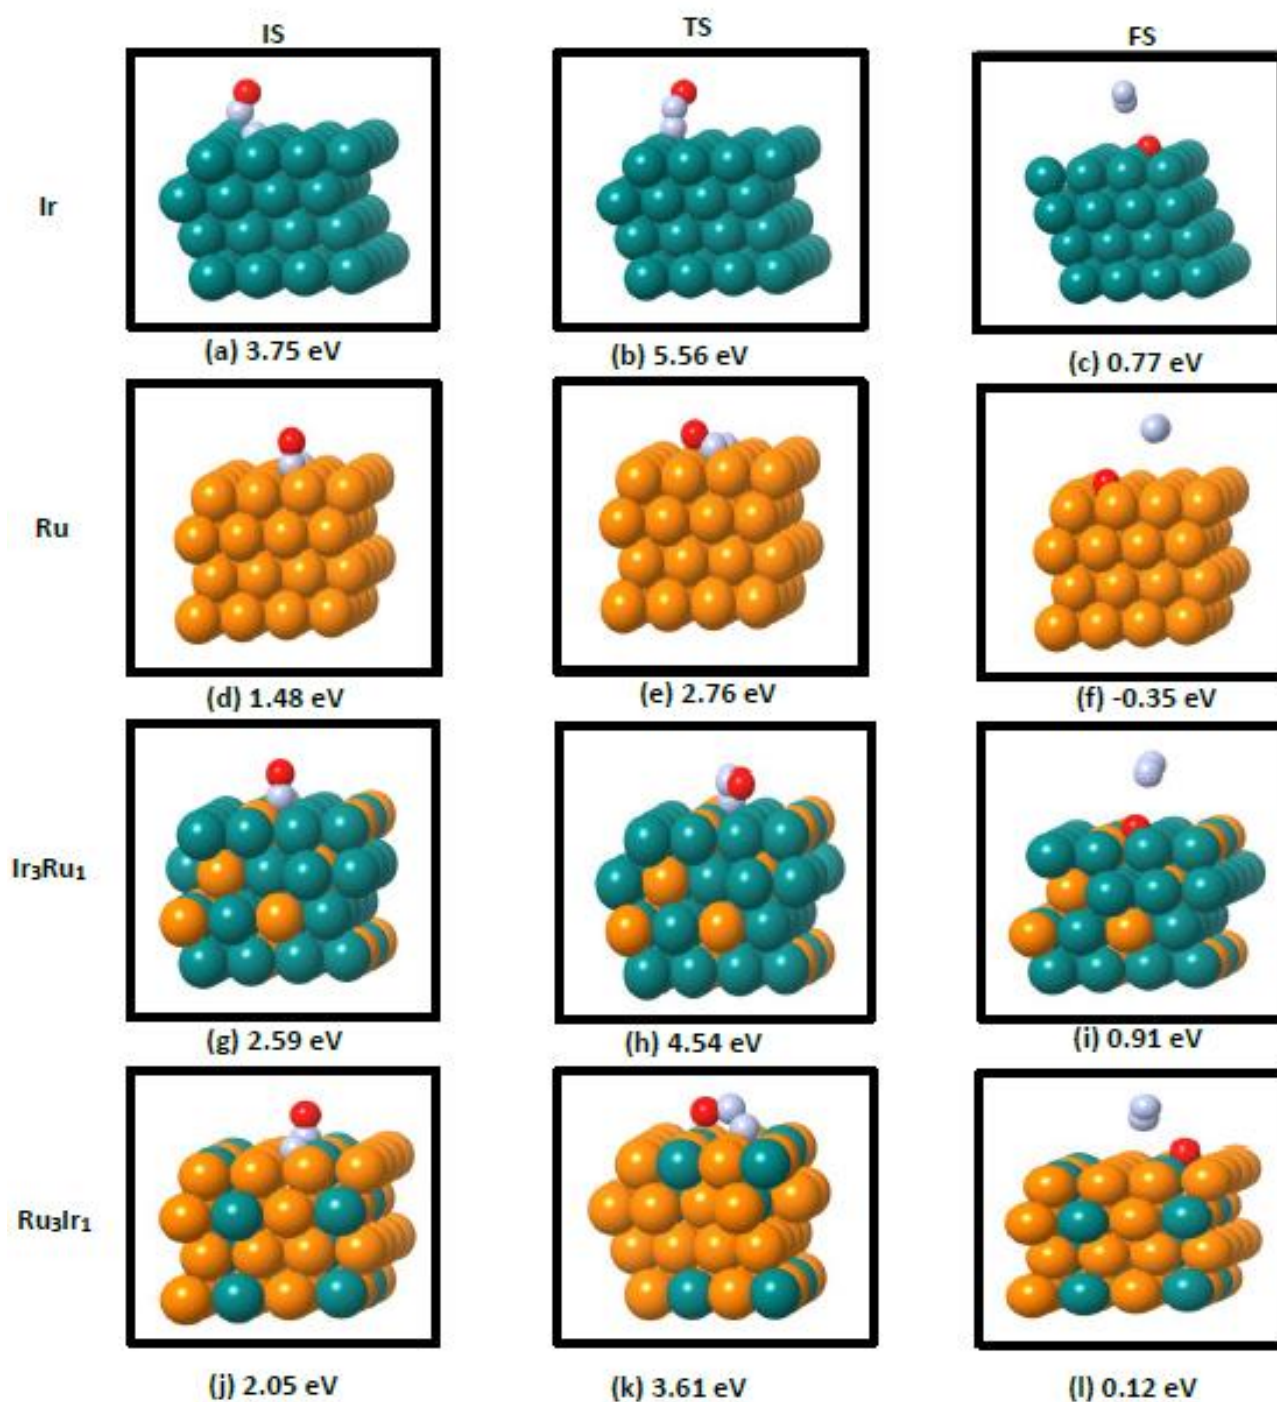 IS TS FS
Ir
(a) 3.75 eV (b) 5.56 eV (c) 0.77 eV
Ru
(d) 1.48 eV (e) 2.76 eV (f) -0.35 eV
Ir₃Ru₁
(g) 2.59 eV (h) 4.54 eV (i) 0.91 eV
Ru₃Ir₁
(j) 2.05 eV (k) 3.61 eV (l) 0.12 eV